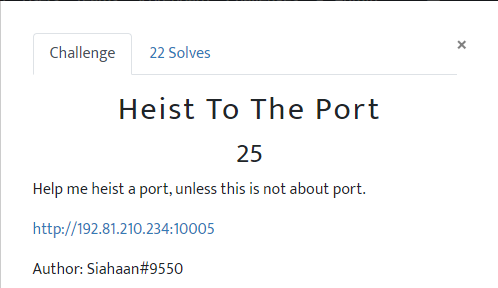 Challenge
22 Solves
×
Heist To The Port
25
Help me heist a port, unless this is not about port.
http://192.81.210.234:10005
Author: Siahaan#9550